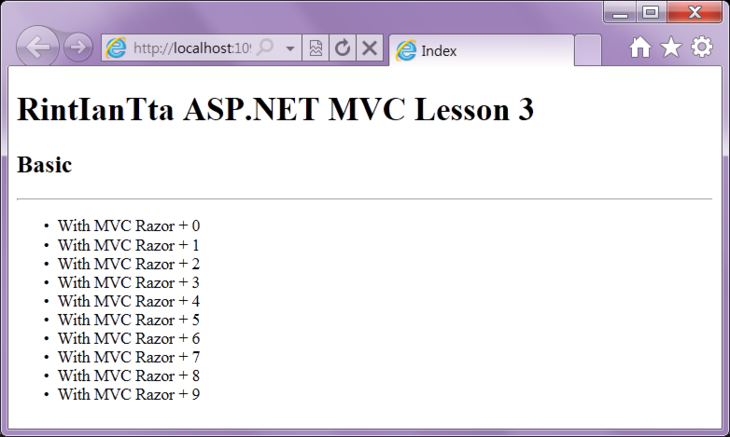 http://localhost:109
Index
RintIanTta ASP.NET MVC Lesson 3
Basic
• With MVC Razor + 0
• With MVC Razor + 1
• With MVC Razor + 2
• With MVC Razor + 3
• With MVC Razor + 4
• With MVC Razor + 5
• With MVC Razor + 6
• With MVC Razor + 7
• With MVC Razor + 8
• With MVC Razor + 9